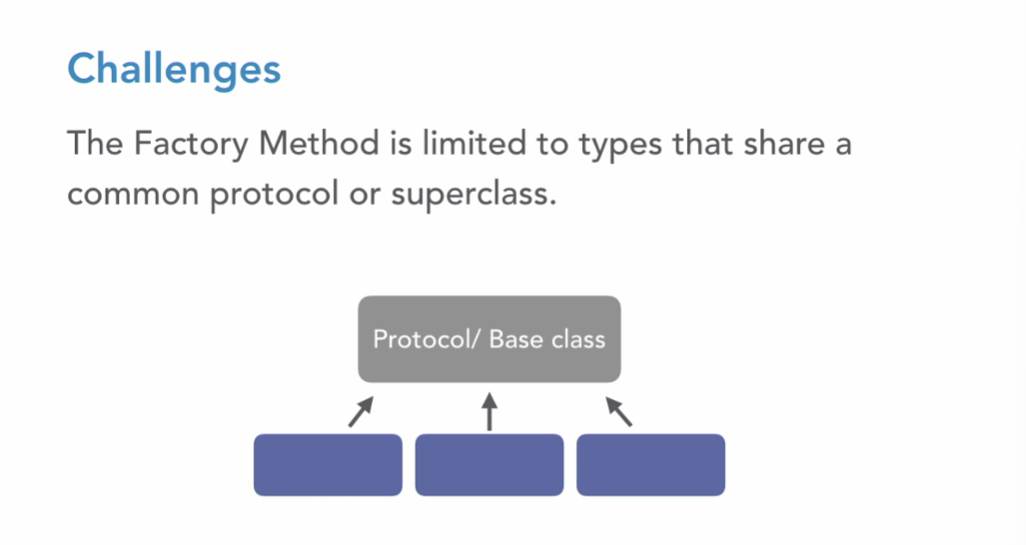 Challenges
The Factory Method is limited to types that share a
common protocol or superclass.
Protocol/ Base class